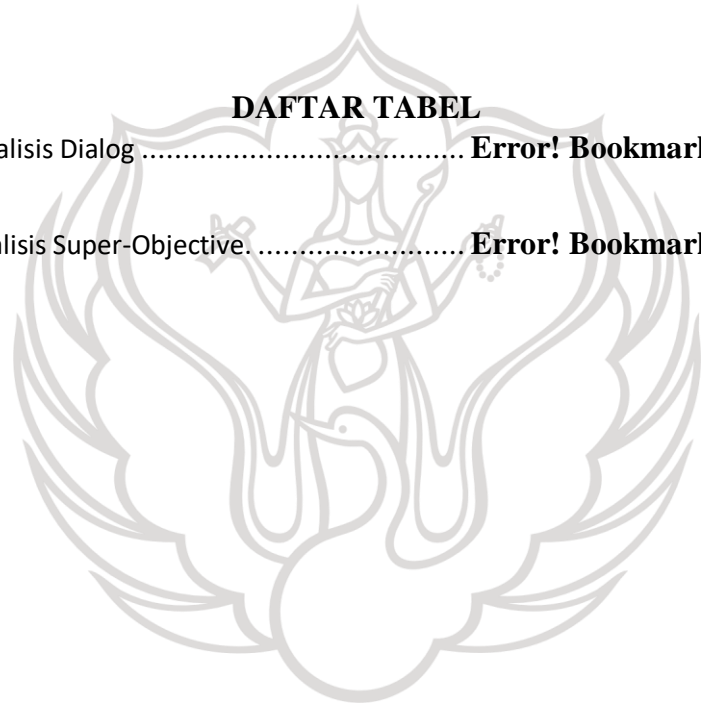 DAFTAR TABEL
alisis Dialog ....................................... Error! Bookmark
alisis Super-Objective. ......................... Error! Bookmark